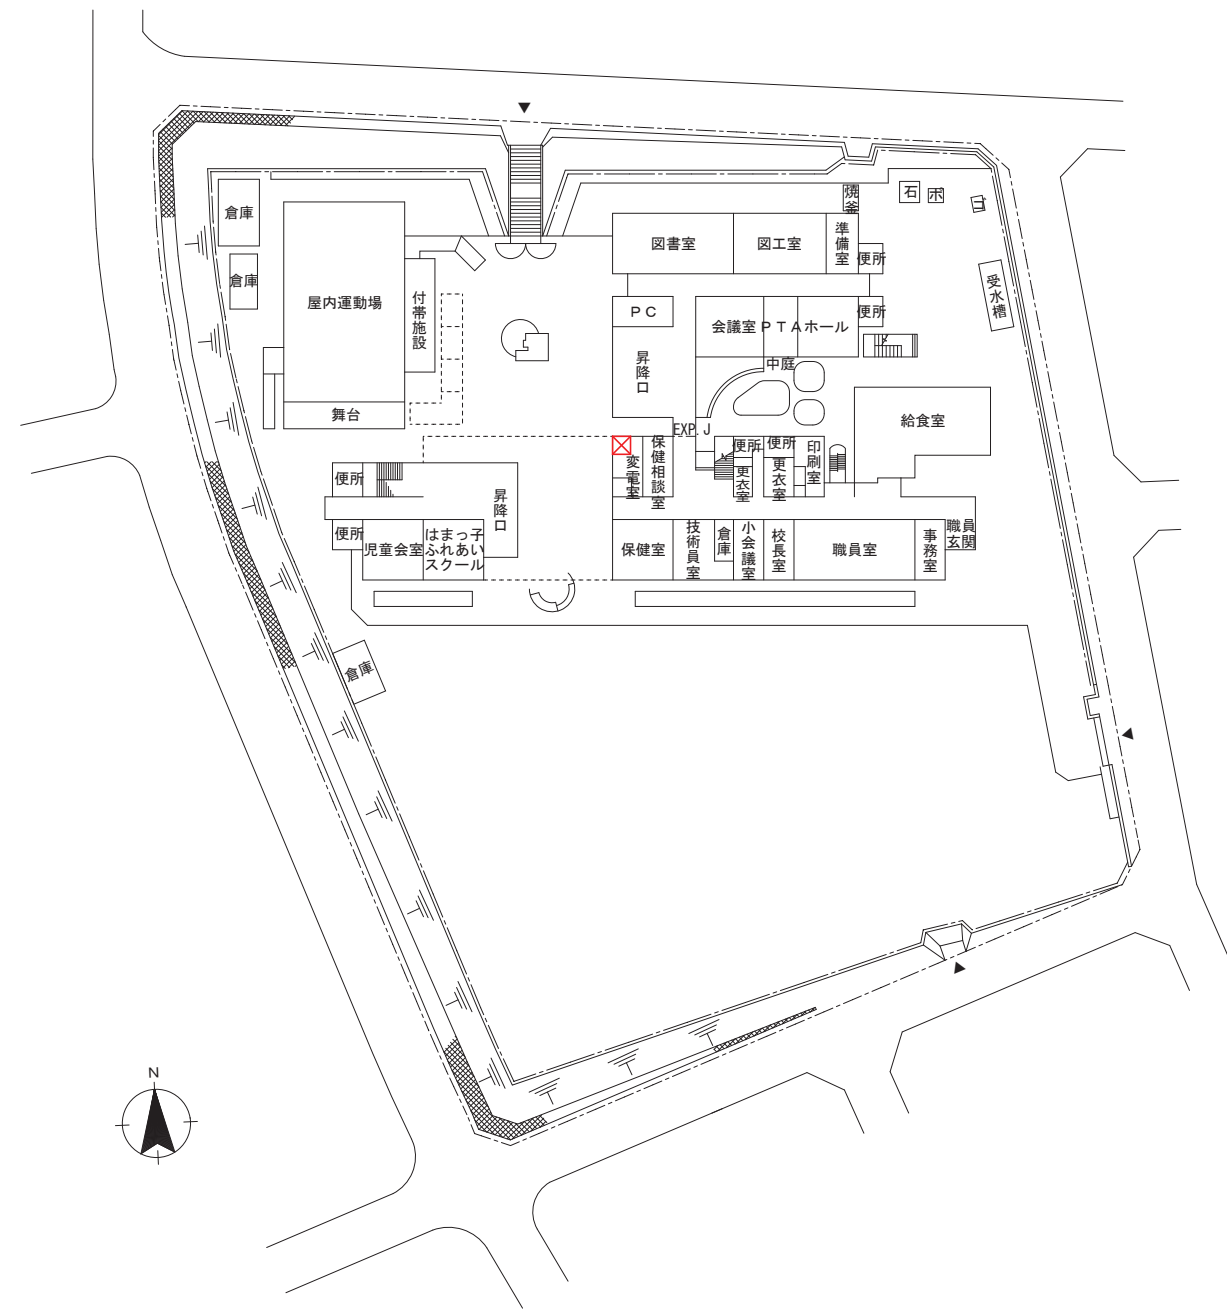 焼釜
石
ボ
ゴ
倉庫
図書室
図工室
準備室
便所
倉庫
受水槽
屋内運動場
付帯施設
PC
会議室
PTAホール
便所
昇降口
中庭
舞台
給食室
EXP.J
変電室
保健相談室
便所
更衣室
便所
更衣室
印刷室
便所
昇降口
便所
児童会室
はまっ子
ふれあい
スクール
保健室
技術員室
倉庫
小会議室
校長室
職員室
事務室
職員
玄関
倉庫
N